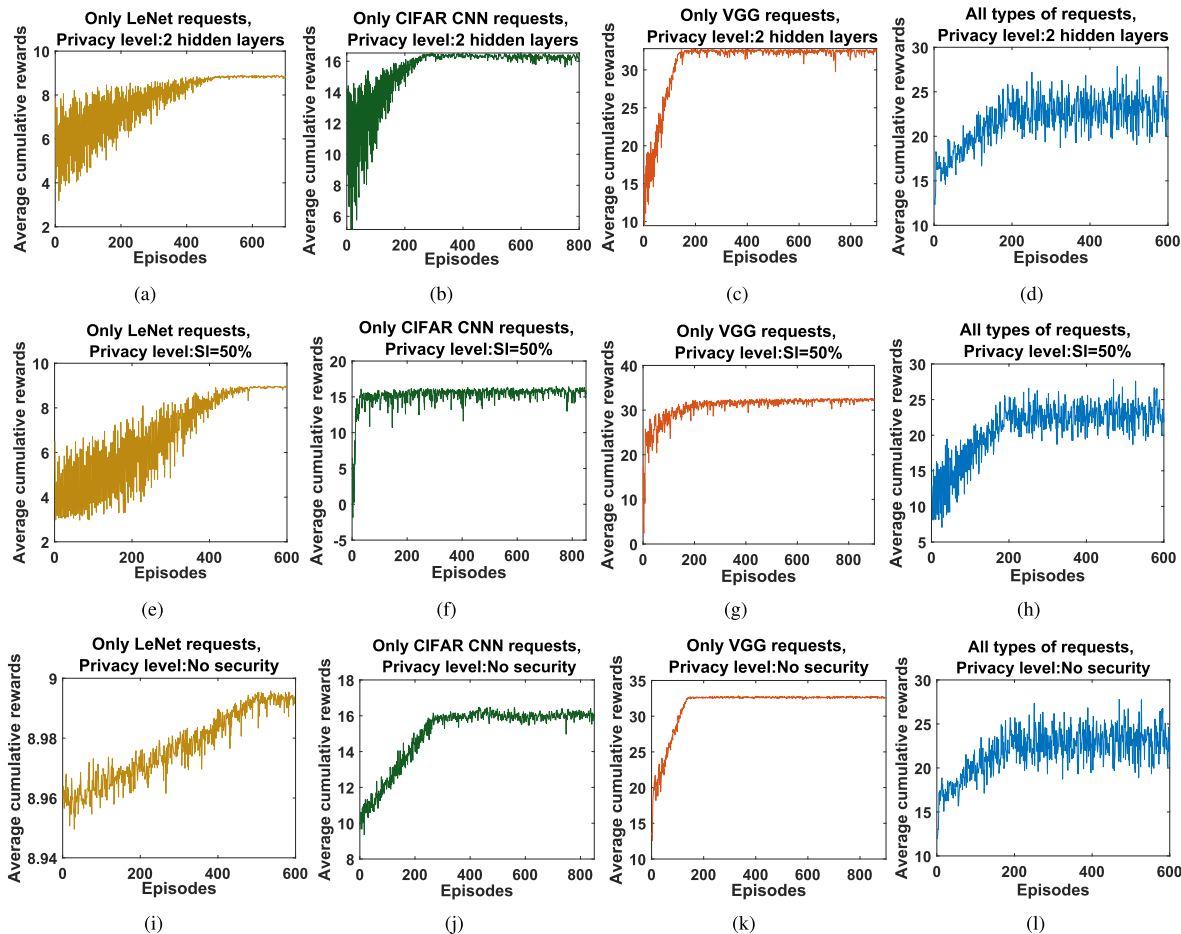 Only LeNet requests,
Privacy level:2 hidden layers
Average cumulative rewards
10
8
6
4
2
0
200
400
600
Episodes
(a)
Only CIFAR CNN requests,
Privacy level:2 hidden layers
Average cumulative rewards
16
14
12
10
8
6
0
200
400
600
800
Episodes
(b)
Only VGG requests,
Privacy level:2 hidden layers
Average cumulative rewards
30
25
20
15
10
0
200
400
600
800
Episodes
(c)
All types of requests,
Privacy level:2 hidden layers
Average cumulative rewvards
30
25
20
15
10
0
200
400
600
Episodes
(d)
Only LeNet requests,
Privacy level:SI=50%
Average cumulative rewards
10
8
6
4
2
0
200
400
600
Episodes
(e)
Only CIFAR CNN requests,
Privacy level:SI=50%
Average cumulative rewards
20
15
10
5
0
-5
0
200
400
600
800
Episodes
(f)
Only VGG requests,
Privacy level:SI=50%
Average cumulative rewards
40
30
20
10
0
0
200
400
600
800
Episodes
(g)
All types of requests,
Privacy level:SI=50%
Average cumulative rewards
30
25
20
15
10
5
0
200
400
600
Episodes
(h)
Only LeNet requests,
Privacy level:No security
Average cumulative rewards
9
8.98
8.96
8.94
0
200
400
600
Episodes
(i)
Only CIFAR CNN requests,
Privacy level:No security
Average cumulative rewards
18
16
14
12
10
8
0
200
400
600
800
Episodes
(j)
Only VGG requests,
Privacy level:No security
Average cumulative rewards
35
30
25
20
15
10
0
200
400
600
800
Episodes
(k)
All types of requests,
Privacy level:No security
Average cumulative rewards
30
25
20
15
10
0
200
400
600
Episodes
(l)